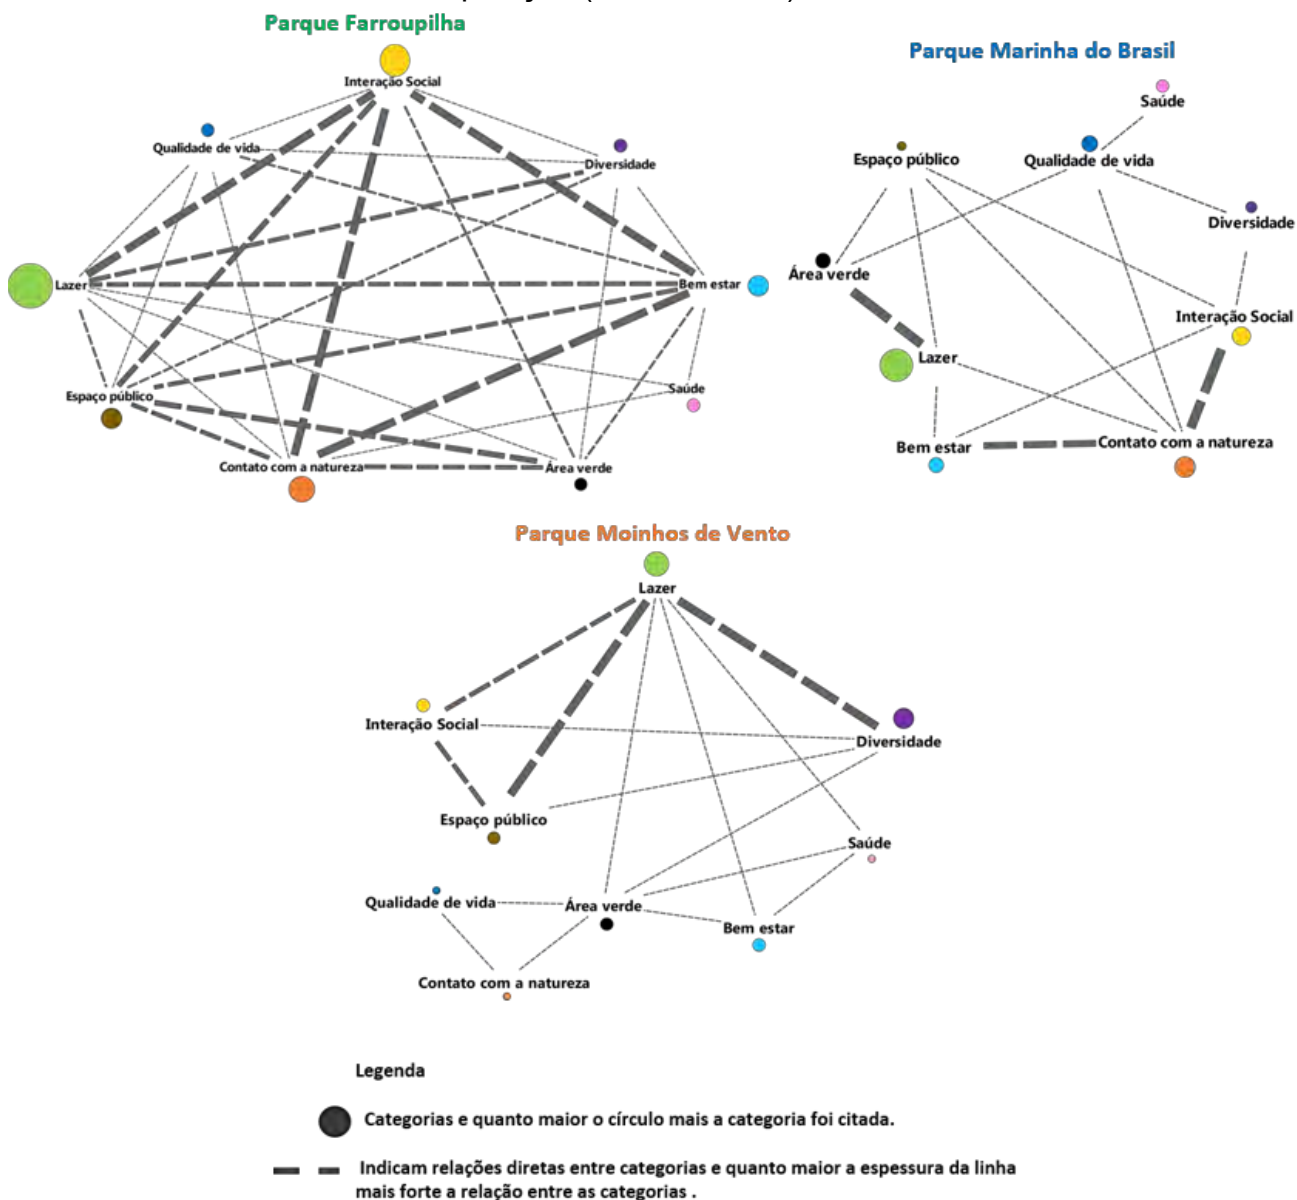 Parque Farroupilha
Interação Social
Qualidade de vida
Diversidade
Lazer
Bem estar
Espaço público
Saúde
Contato com a natureza
Área verde
Parque Marinha do Brasil
Saúde
Espaço público
Qualidade de vida
Diversidade
Área verde
Interação Social
Lazer
Bem estar
Contato com a natureza
Parque Moinhos de Vento
Lazer
Interação Social
Diversidade
Espaço público
Saúde
Qualidade de vida
Área verde
Bem estar
Contato com a natureza
Legenda
Categorias e quanto maior o círculo mais a categoria foi citada.
Indicam relações diretas entre categorias e quanto maior a espessura da linha
mais forte a relação entre as categorias .